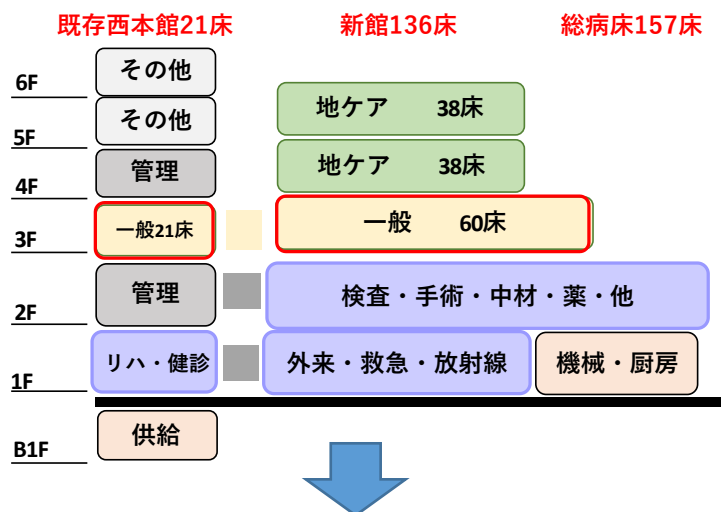 既存西本館21床 新館136床 総病床157床
6F その他
5F その他 地ケア 38床
4F 管理 地ケア 38床
3F 一般21床 一般 60床
2F 管理 検査・手術・中材・薬・他
1F リハ・健診 外来・救急・放射線 機械・厨房
B1F 供給